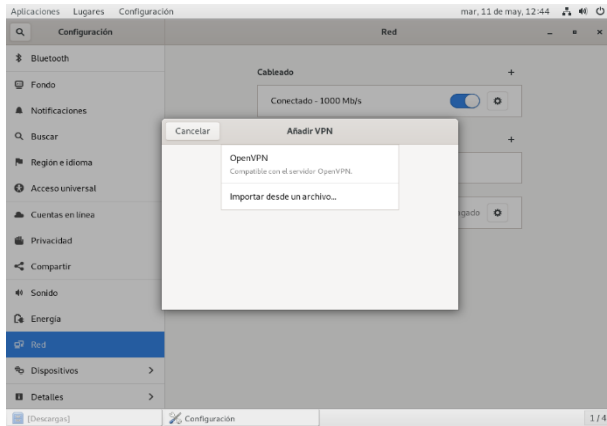 Aplicaciones Lugares Configuración mar, 11 de may, 12:44
Configuración Red
Bluetooth
Fondo
Notificaciones
Buscar
Región e idioma
Acceso universal
Cuentas en línea
Privacidad
Compartir
Sonido
Energía
Red
Dispositivos
Detalles
Cableado
Conectado - 1000 Mb/s
Cancelar Añadir VPN
OpenVPN
Compatible con el servidor OpenVPN.
Importar desde un archivo...
gado
[Descargas] Configuración 1 / 4